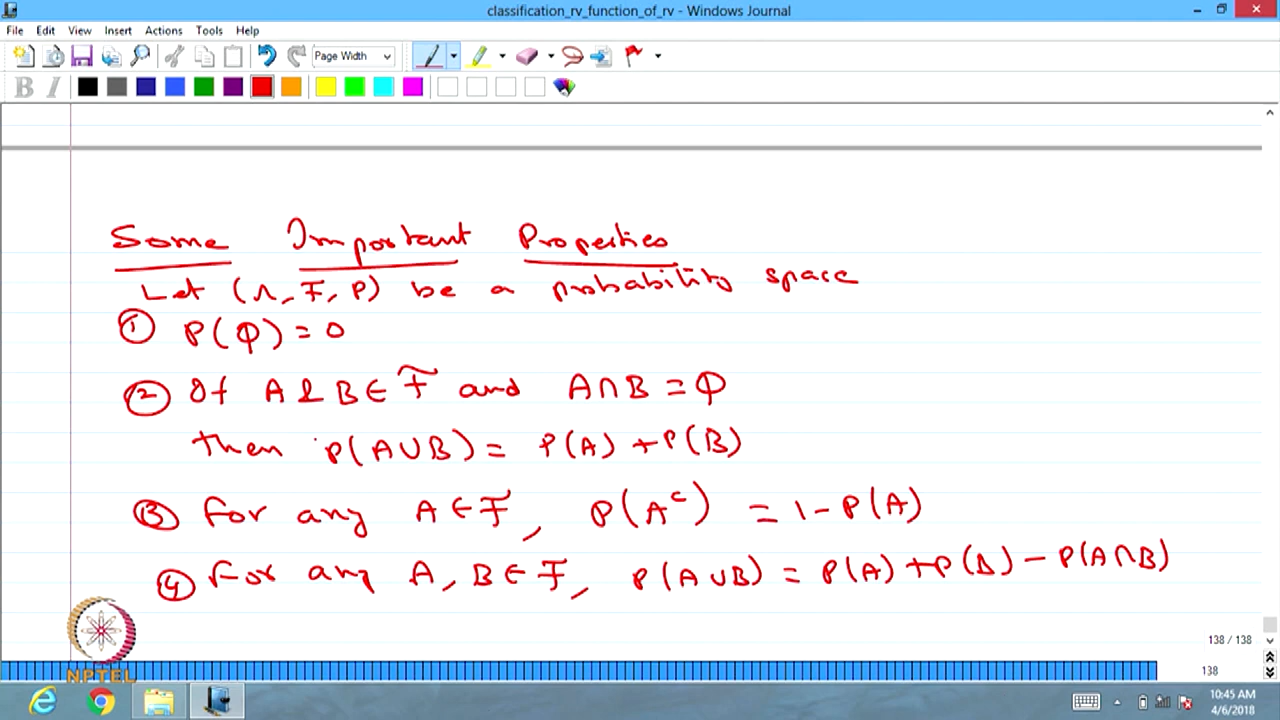 classification_rv_function_of_rv - Windows Journal
File Edit View Insert Actions Tools Help
Page Width
B I
Some Important Properties
Let (Ω, F, P) be a probability space
① P(Φ) = 0
② If A & B ∈ F and A ∩ B = Φ
then P(A ∪ B) = P(A) + P(B)
③ For any A ∈ F, P(Aᶜ) = 1 - P(A)
④ For any A, B ∈ F, P(A ∪ B) = P(A) + P(B) - P(A ∩ B)
138 / 138
NPTEL
138
10:45 AM
4/6/2018